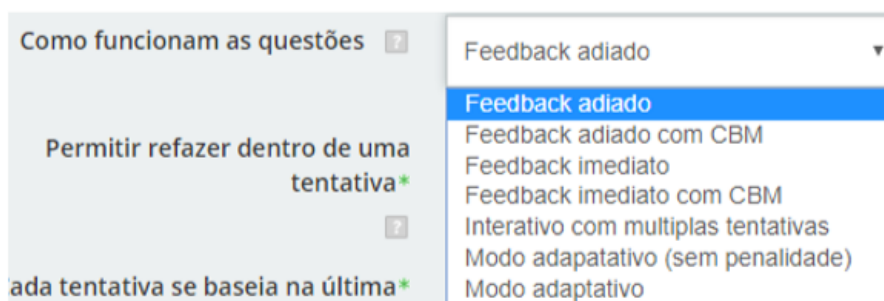 Como funcionam as questões ?
Feedback adiado
Feedback adiado
Feedback adiado com CBM
Feedback imediato
Feedback imediato com CBM
Interativo com multiplas tentativas
Modo adapatativo (sem penalidade)
Modo adaptativo
Permitir refazer dentro de uma
tentativa*
?
ada tentativa se baseia na última*